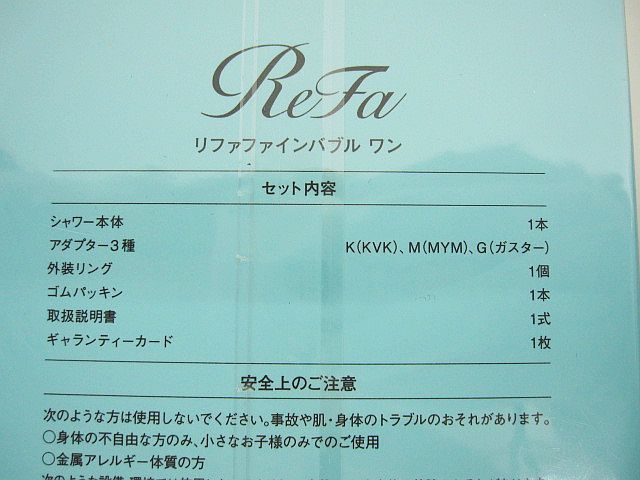 ReFa
リファファインバブル ワン
セット内容
シャワー本体 1本
アダプター3種 K(KVK)、M(MYM)、G(ガスター)
外装リング 1個
ゴムパッキン 1本
取扱説明書 1式
ギャランティーカード 1枚
安全上のご注意
次のような方は使用しないでください。事故や肌・身体のトラブルのおそれがあります。
○身体の不自由な方のみ、小さなお子様のみでのご使用
○金属アレルギー体質の方